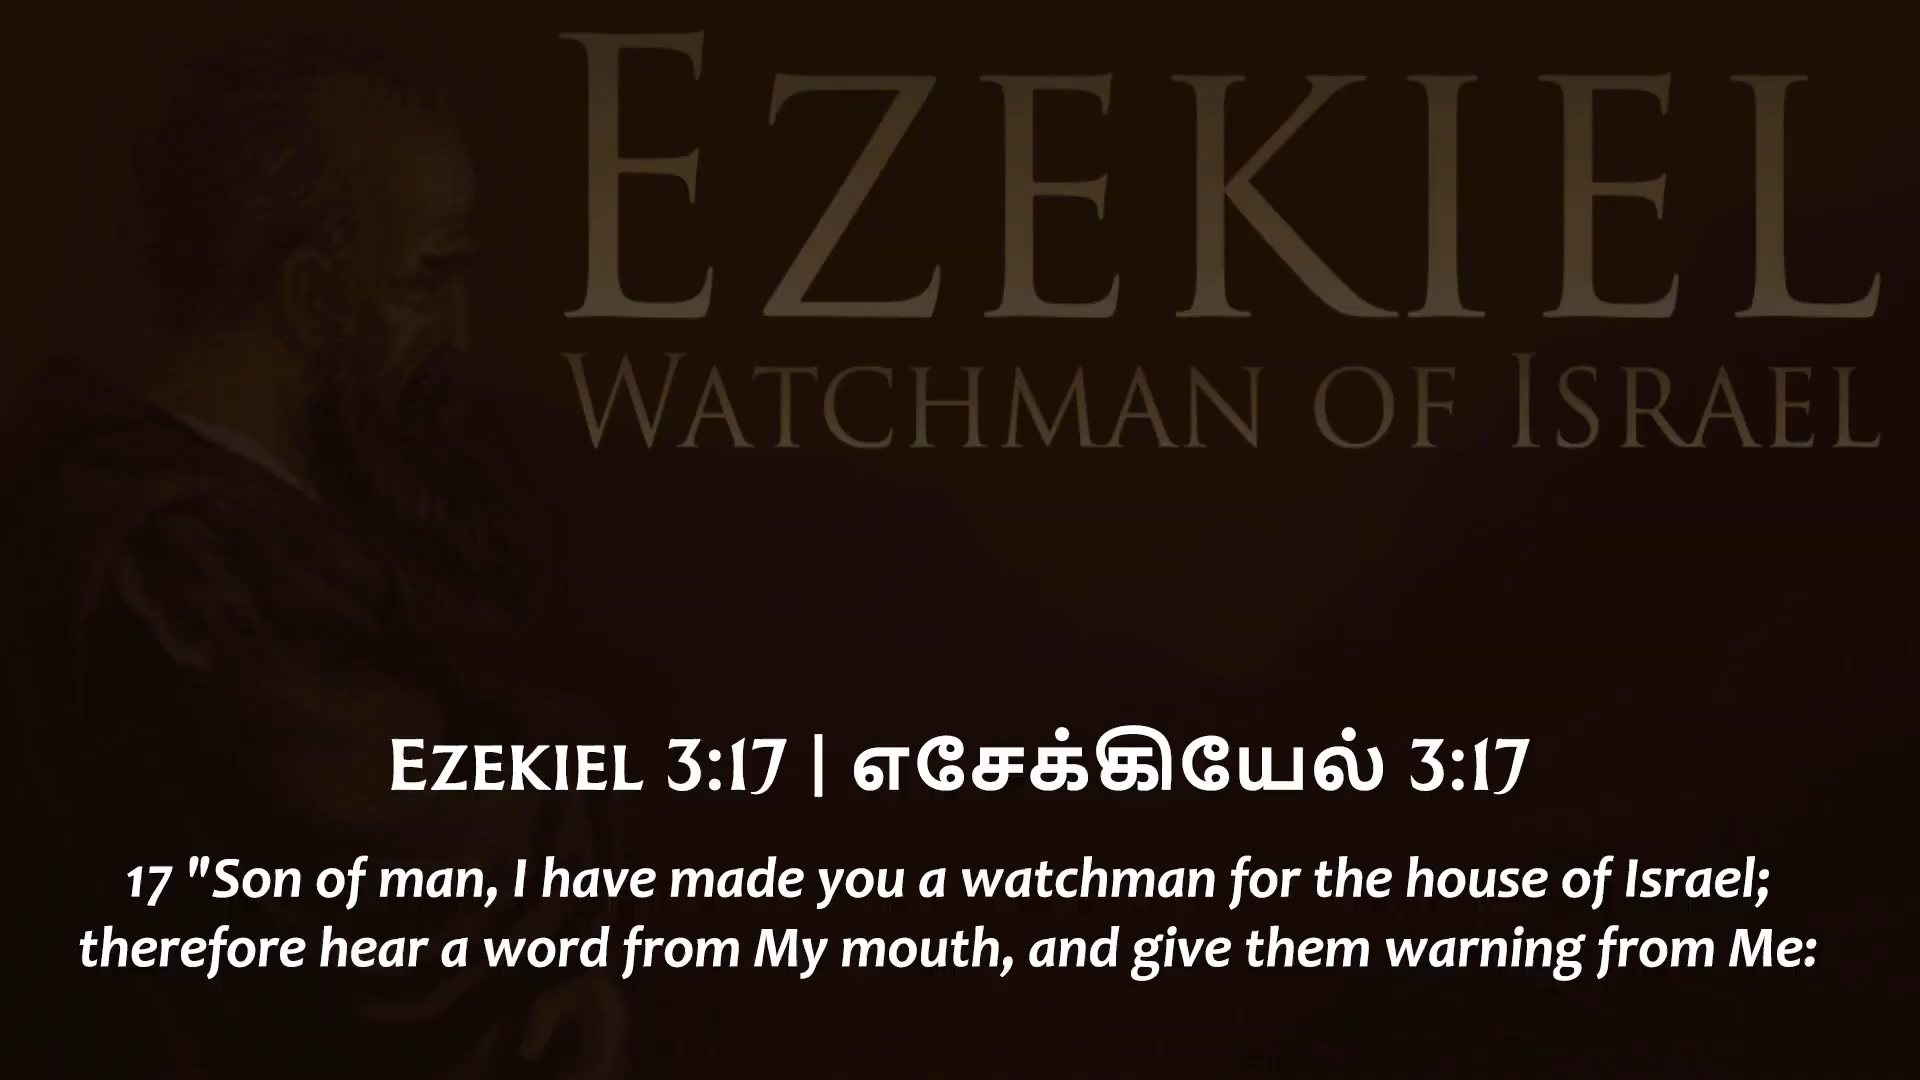 EZEKIEL
WATCHMAN OF ISRAEL
EZEKIEL 3:17 | எசேக்கியேல் 3:17
17 "Son of man, I have made you a watchman for the house of Israel;
therefore hear a word from My mouth, and give them warning from Me: